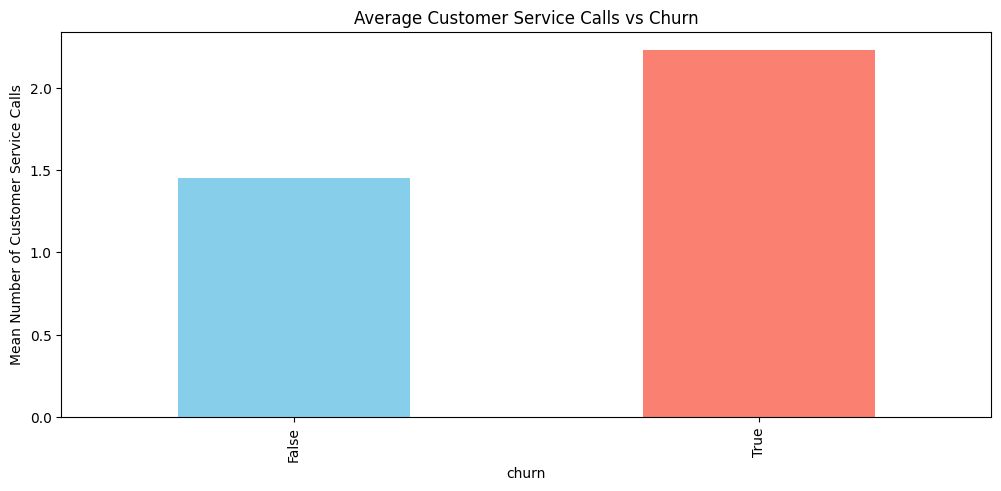 Average Customer Service Calls vs Churn
Mean Number of Customer Service Calls
2.0
1.5
1.0
0.5
0.0
False
True
churn